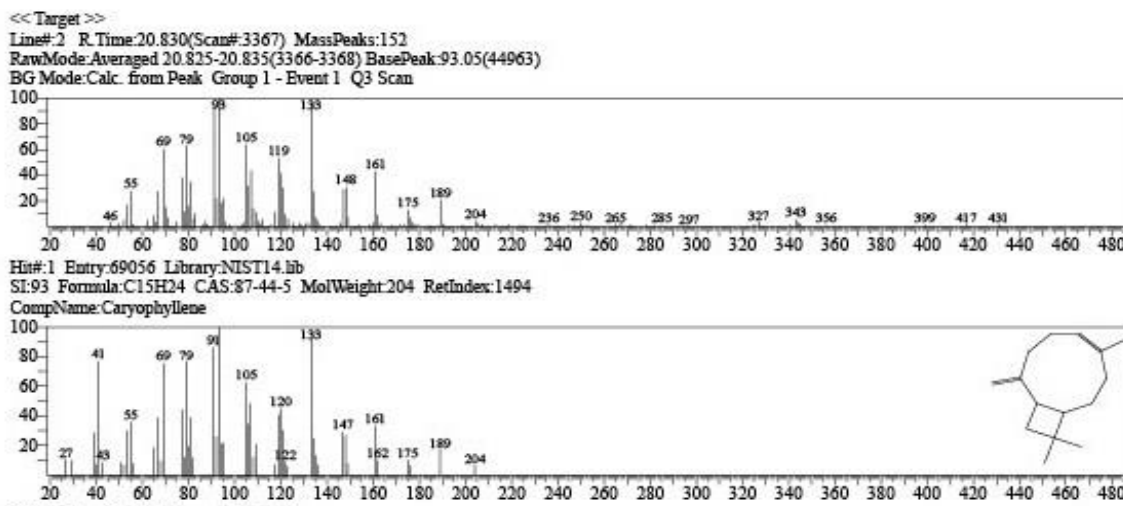 << Target >>
Line#:2 R.Time:20.830(Scan#:3367) MassPeaks:152
RawMode:Averaged 20.825-20.835(3366-3368) BasePeak:93.05(44963)
BG Mode:Calc. from Peak Group 1 - Event 1 Q3 Scan
100
80
60
40
20
46 55 69 79 93 105 119 133 148 161 175 189 204 236 250 265 285 297 327 343 356 399 417 431
20 40 60 80 100 120 140 160 180 200 220 240 260 280 300 320 340 360 380 400 420 440 460 480
Hit#:1 Entry:69056 Library:NIST14.lib
SI:93 Formula:C15H24 CAS:87-44-5 MolWeight:204 RetIndex:1494
CompName:Caryophyllene
100
80
60
40
20
27 41 43 55 69 79 91 105 120 122 133 147 161 162 175 189 204
20 40 60 80 100 120 140 160 180 200 220 240 260 280 300 320 340 360 380 400 420 440 460 480